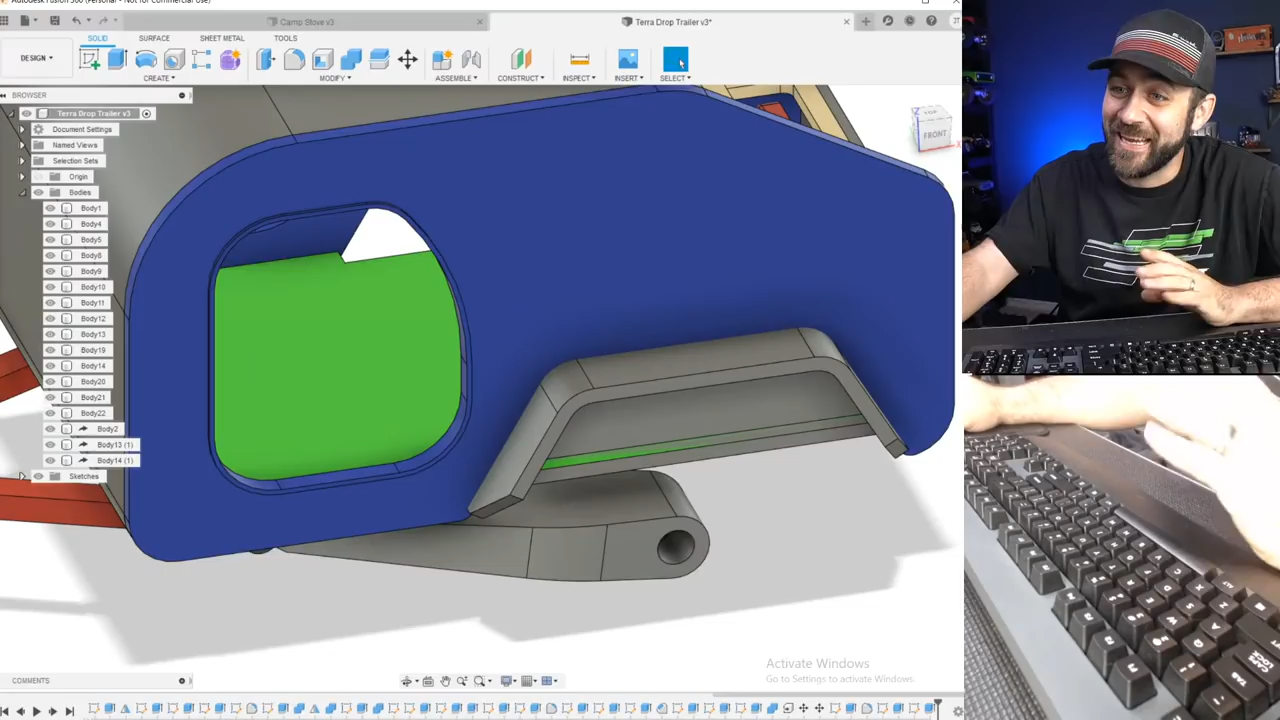 Autodesk Fusion 360 (Personal - Not for Commercial Use)
Camp Stove v3
Terra Drop Trailer v3*
DESIGN
SOLID
SURFACE
SHEET METAL
TOOLS
CREATE
MODIFY
ASSEMBLE
CONSTRUCT
INSPECT
INSERT
SELECT
BROWSER
Terra Drop Trailer v3
Document Settings
Named Views
Selection Sets
Origin
Bodies
Body1
Body4
Body5
Body8
Body9
Body10
Body11
Body12
Body13
Body19
Body14
Body20
Body21
Body22
Body2
Body13 (1)
Body14 (1)
Sketches
TOP
FRONT
Activate Windows
Go to Settings to activate Windows.
COMMENTS